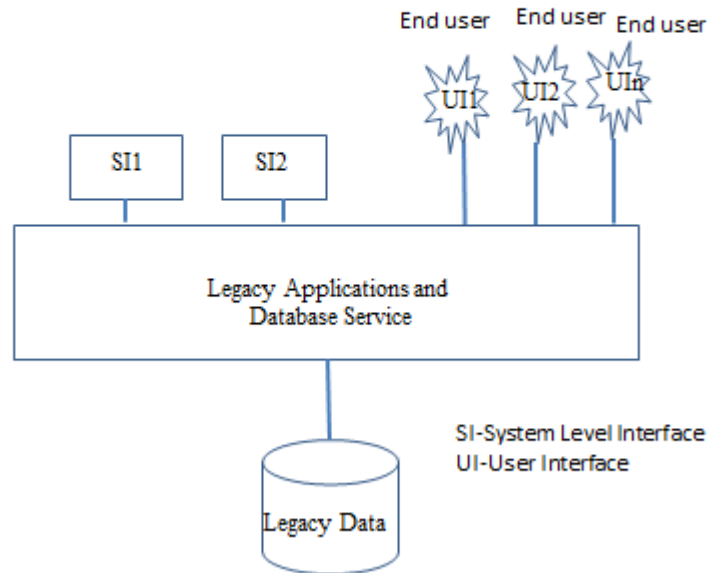 End user
End user
End user
UI1
UI2
UIn
SI1
SI2
Legacy Applications and
Database Service
SI-System Level Interface
UI-User Interface
Legacy Data